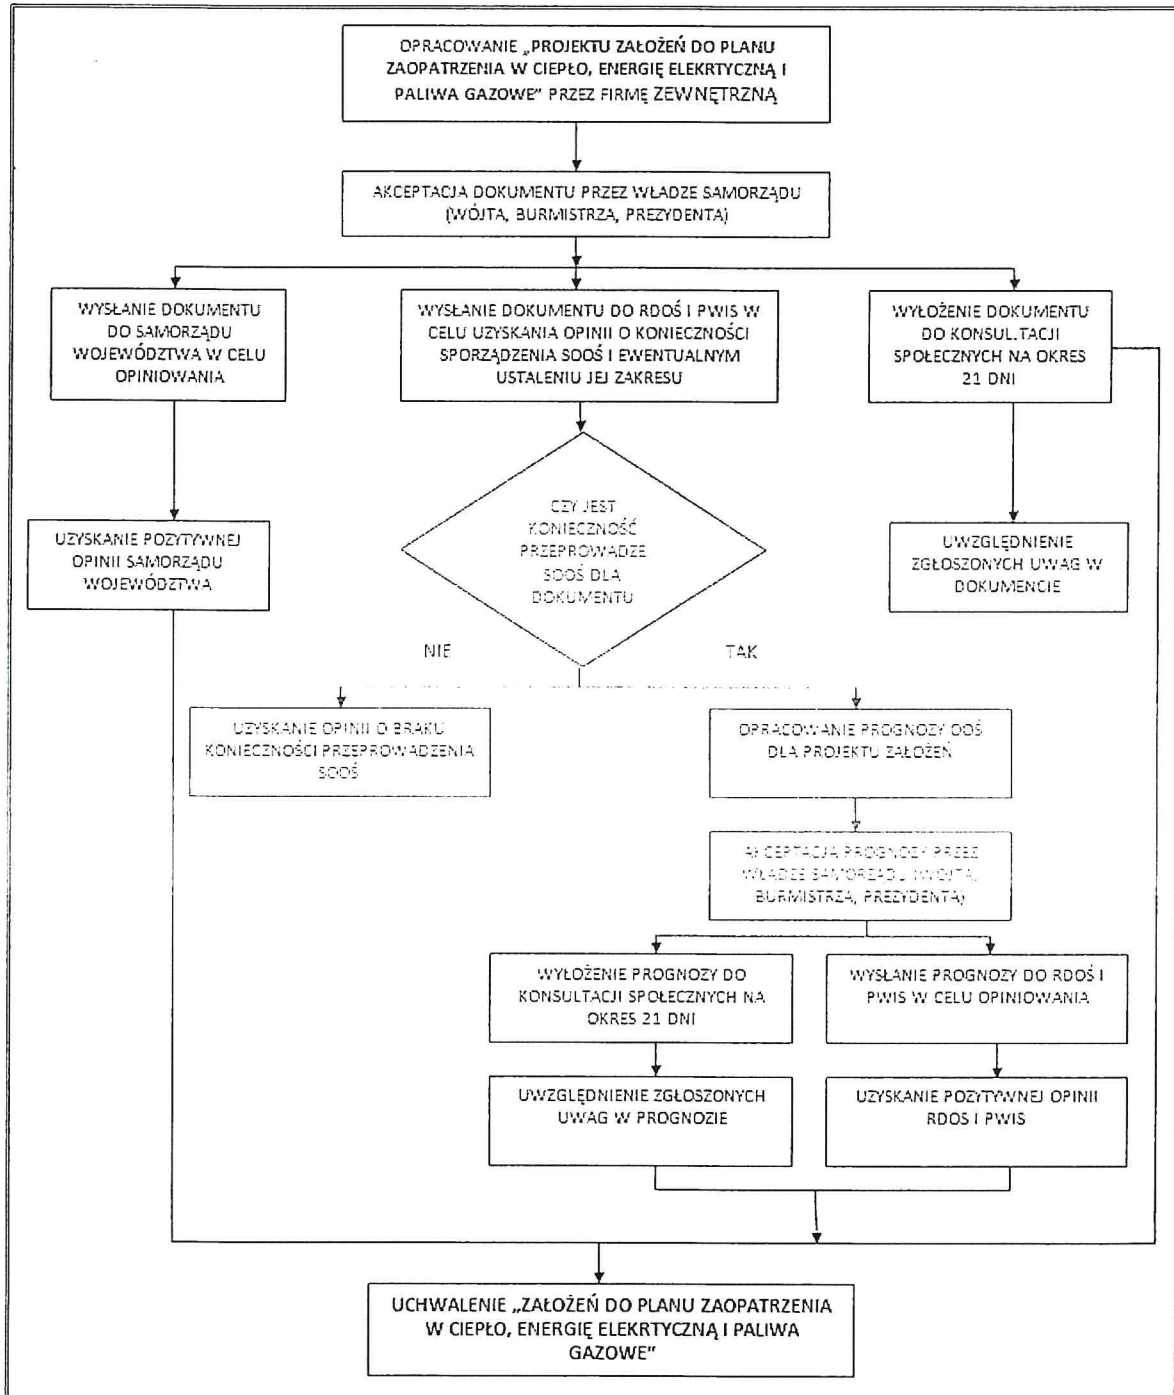 OPRACOWANIE „PROJEKTU ZAŁOŻEŃ DO PLANU
ZAOPATRZENIA W CIEPŁO, ENERGIĘ ELEKRTYCZNĄ I
PALIWA GAZOWE” PRZEZ FIRMĘ ZEWNĘTRZNĄ
AKCEPTACJA DOKUMENTU PRZEZ WŁADZE SAMORZĄDU
(WÓJTA, BURMISTRZA, PREZYDENTA)
WYSŁANIE DOKUMENTU
DO SAMORZĄDU
WOJEWÓDZTWA W CELU
OPINIOWANIA
WYSŁANIE DOKUMENTU DO RDOŚ I PWIS W
CELU UZYSKANIA OPINII O KONIECZNOŚCI
SPORZĄDZENIA SOOŚ I EWENTUALNYM
USTALENIU JEJ ZAKRESU
WYŁOŻENIE DOKUMENTU
DO KONSULTACJI
SPOŁECZNYCH NA OKRES
21 DNI
CZY JEST
KONIECZNOŚĆ
PRZEPROWADZE
SOOŚ DLA
DOKUMENTU
UZYSKANIE POZYTYWNEJ
OPINII SAMORZĄDU
WOJEWÓDZTWA
UWZGLĘDNIENIE
ZGŁOSZONYCH UWAG W
DOKUMENCIE
NIE
TAK
UZYSKANIE OPINII O BRAKU
KONIECZNOŚCI PRZEPROWADZENIA
SOOŚ
OPRACOWANIE PROGNOZY OOŚ
DLA PROJEKTU ZAŁOŻEŃ
AKCEPTACJA PROGNOZY PRZEZ
WŁADZE SAMORZĄDU (WÓJTA,
BURMISTRZA, PREZYDENTA)
WYŁOŻENIE PROGNOZY DO
KONSULTACJI SPOŁECZNYCH NA
OKRES 21 DNI
WYSŁANIE PROGNOZY DO RDOŚ I
PWIS W CELU OPINIOWANIA
UWZGLĘDNIENIE ZGŁOSZONYCH
UWAG W PROGNOZIE
UZYSKANIE POZYTYWNEJ OPINII
RDOS I PWIS
UCHWALENIE „ZAŁOŻEŃ DO PLANU ZAOPATRZENIA
W CIEPŁO, ENERGIĘ ELEKRTYCZNĄ I PALIWA
GAZOWE”